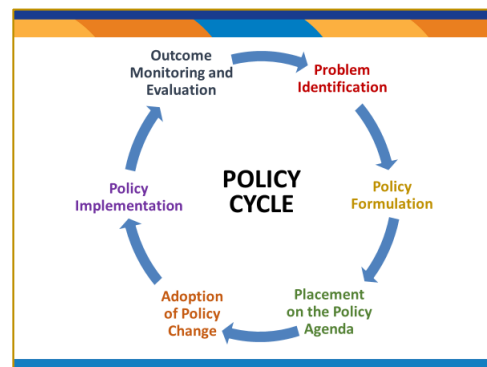 Outcome
Monitoring and
Evaluation
Problem
Identification
Policy
Formulation
Placement
on the Policy
Agenda
Adoption
of Policy
Change
Policy
Implementation
POLICY
CYCLE